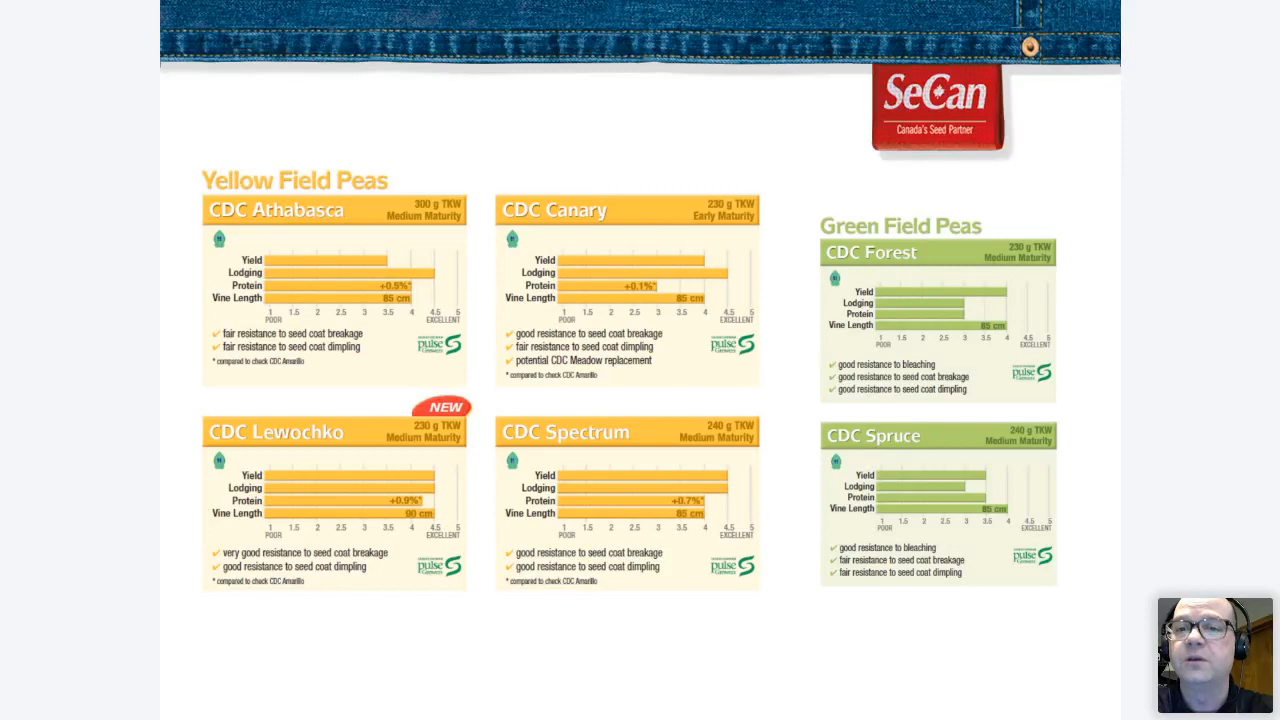 SeCan
Canada's Seed Partner
Yellow Field Peas
CDC Athabasca
300 g TKW
Medium Maturity
Yield
Lodging
Protein +0.5%*
Vine Length 85 cm
1 1.5 2 2.5 3 3.5 4 4.5 5
POOR EXCELLENT
fair resistance to seed coat breakage
fair resistance to seed coat dimpling
* compared to check CDC Amarillo
pulse Growers
CDC Canary
230 g TKW
Early Maturity
Yield
Lodging
Protein +0.1%*
Vine Length 85 cm
1 1.5 2 2.5 3 3.5 4 4.5 5
POOR EXCELLENT
good resistance to seed coat breakage
fair resistance to seed coat dimpling
potential CDC Meadow replacement
* compared to check CDC Amarillo
pulse Growers
NEW
CDC Lewochko
230 g TKW
Medium Maturity
Yield
Lodging
Protein +0.9%*
Vine Length 90 cm
1 1.5 2 2.5 3 3.5 4 4.5 5
POOR EXCELLENT
very good resistance to seed coat breakage
good resistance to seed coat dimpling
* compared to check CDC Amarillo
pulse Growers
CDC Spectrum
240 g TKW
Medium Maturity
Yield
Lodging
Protein +0.7%*
Vine Length 85 cm
1 1.5 2 2.5 3 3.5 4 4.5 5
POOR EXCELLENT
good resistance to seed coat breakage
good resistance to seed coat dimpling
* compared to check CDC Amarillo
pulse Growers
Green Field Peas
CDC Forest
230 g TKW
Medium Maturity
Yield
Lodging
Protein
Vine Length 85 cm
1 1.5 2 2.5 3 3.5 4 4.5 5
POOR EXCELLENT
good resistance to bleaching
good resistance to seed coat breakage
good resistance to seed coat dimpling
pulse Growers
CDC Spruce
240 g TKW
Medium Maturity
Yield
Lodging
Protein
Vine Length 85 cm
1 1.5 2 2.5 3 3.5 4 4.5 5
POOR EXCELLENT
good resistance to bleaching
fair resistance to seed coat breakage
fair resistance to seed coat dimpling
pulse Growers